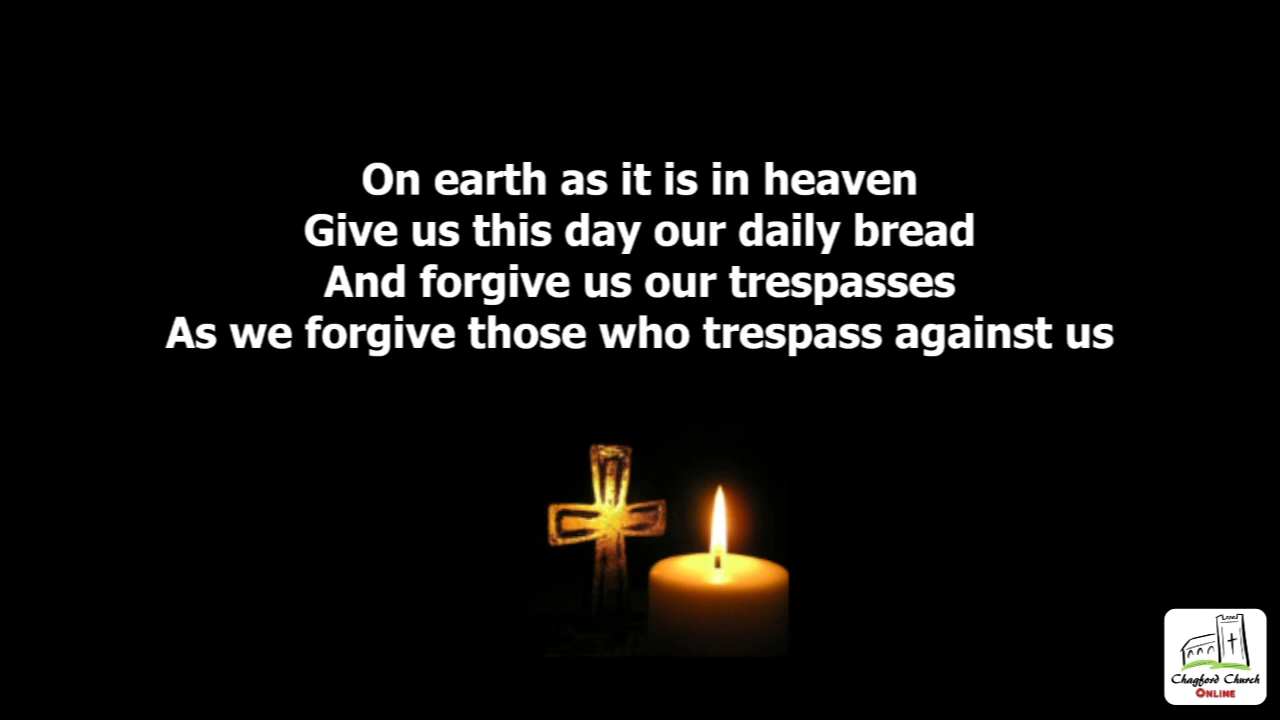 On earth as it is in heaven
Give us this day our daily bread
And forgive us our trespasses
As we forgive those who trespass against us
Chagford Church
ONLINE